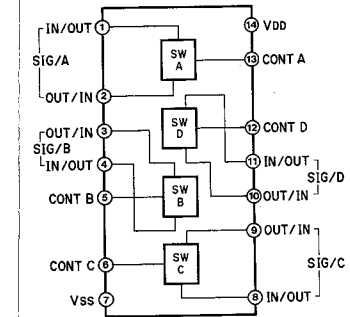 IN/OUT 1 14 VDD
SIG/A SW A 13 CONT A
OUT/IN 2
OUT/IN 3 SW D 12 CONT D
SIG/B
IN/OUT 4 11 IN/OUT
SIG/D
CONT B 5 SW B 10 OUT/IN
9 OUT/IN
CONT C 6 SW C SIG/C
VSS 7 8 IN/OUT